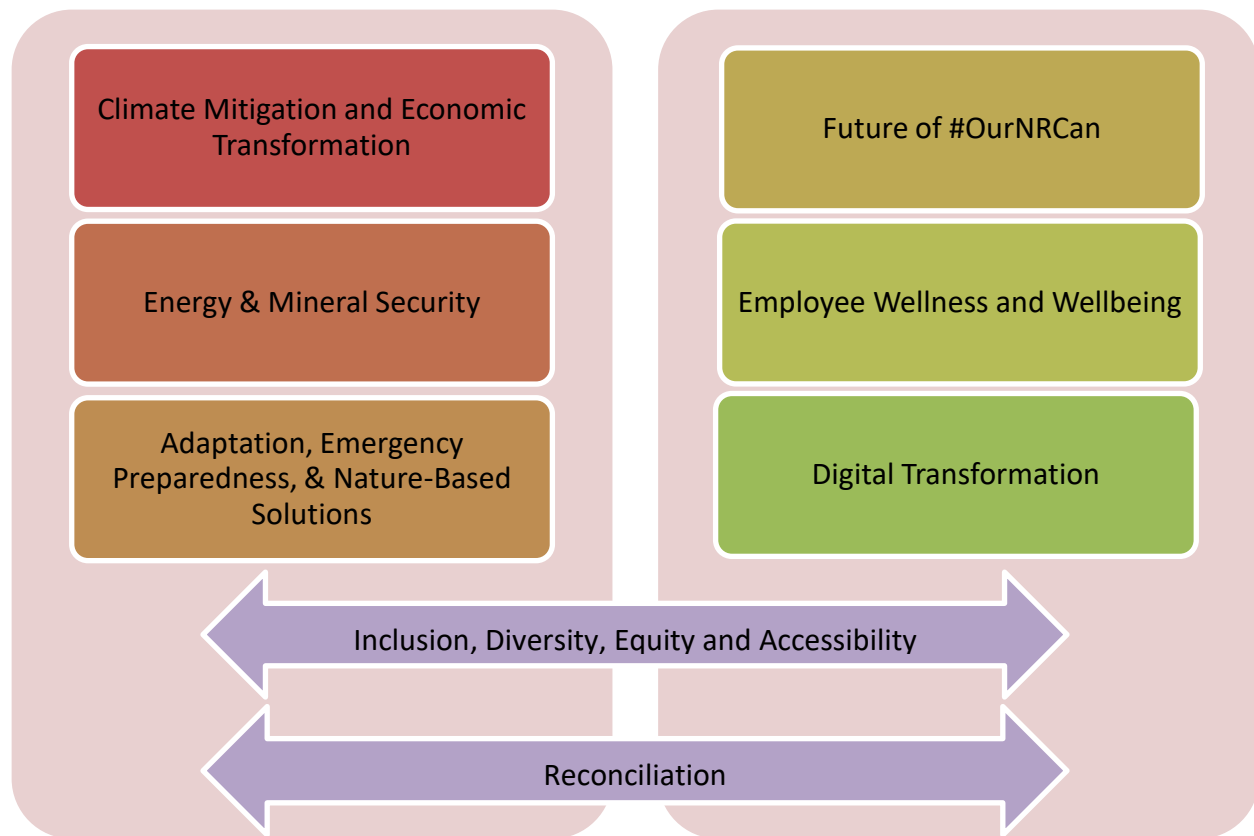 Climate Mitigation and Economic
Transformation
Energy & Mineral Security
Adaptation, Emergency
Preparedness, & Nature-Based
Solutions
Future of #OurNRCan
Employee Wellness and Wellbeing
Digital Transformation
Inclusion, Diversity, Equity and Accessibility
Reconciliation